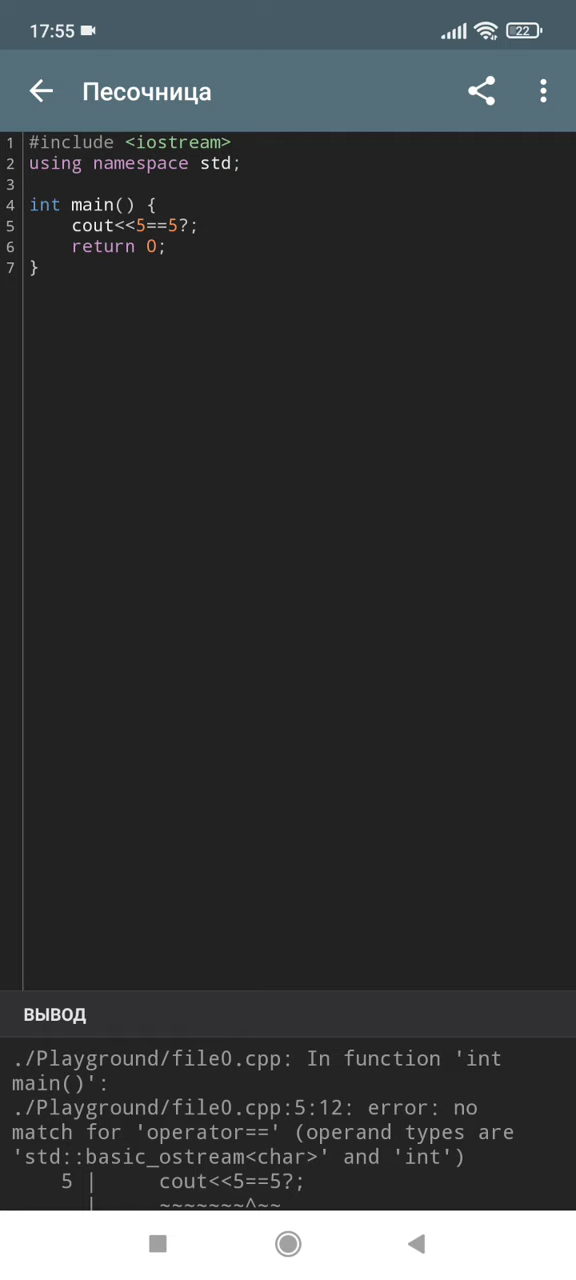 17:55
22
Песочница
1 #include <iostream>
2 using namespace std;
3
4 int main() {
5     cout<<5==5?;
6     return 0;
7 }
ВЫВОД
./Playground/file0.cpp: In function 'int
main()':
./Playground/file0.cpp:5:12: error: no
match for 'operator==' (operand types are
'std::basic_ostream<char>' and 'int')
    5 |     cout<<5==5?;
      |     ~~~~~~~^~~